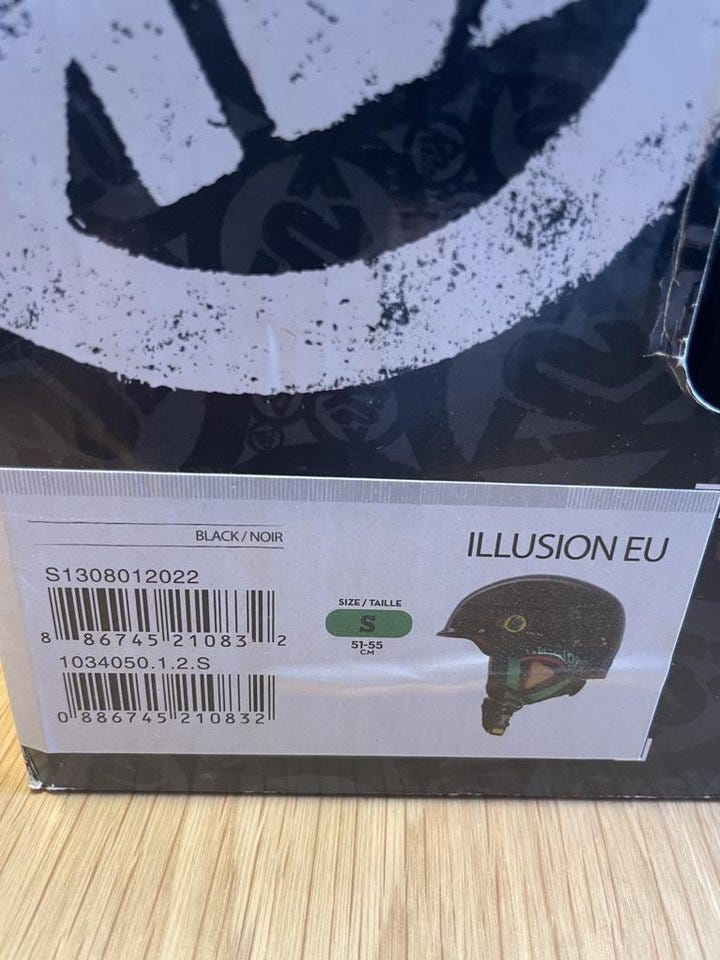 BLACK/NOIR
ILLUSION EU
S1308012022
8 86745 21083 2
1034050.1.2.S
0 886745 210832
SIZE / TAILLE
S
51-55
CM